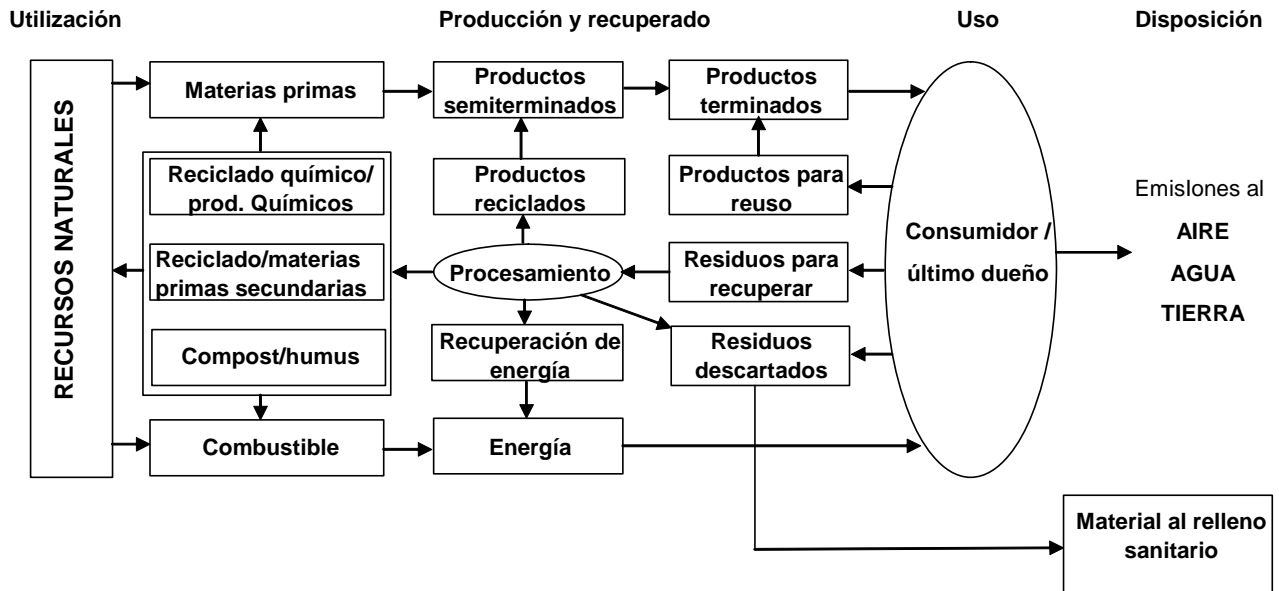 Utilización
Producción y recuperado
Uso
Disposición
RECURSOS NATURALES
Materias primas
Productos
semiterminados
Productos
terminados
Reciclado químico/
prod. Químicos
Productos
reciclados
Productos para
reuso
Reciclado/materias
primas secundarias
Procesamiento
Residuos para
recuperar
Compost/humus
Recuperación de
energía
Residuos
descartados
Combustible
Energía
Consumidor /
último dueño
Emislones al
AIRE
AGUA
TIERRA
Material al relleno
sanitario